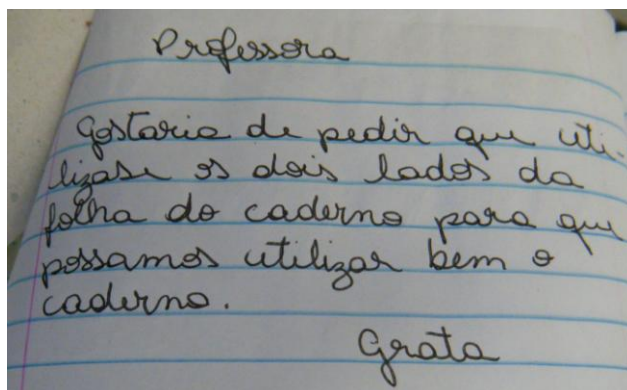 Professora
Gostaria de pedir que uti-
lizase os dois lados da
folha do caderno para que
possamos utilizar bem o
caderno.
Grata